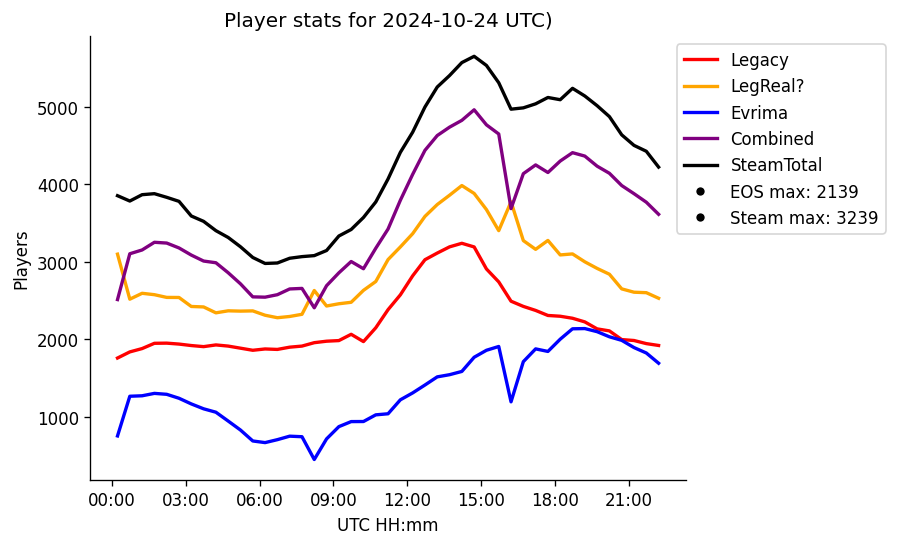 Player stats for 2024-10-24 UTC)
Legacy
LegReal?
Evrima
Combined
SteamTotal
EOS max: 2139
Steam max: 3239
Players
5000
4000
3000
2000
1000
00:00 03:00 06:00 09:00 12:00 15:00 18:00 21:00
UTC HH:mm